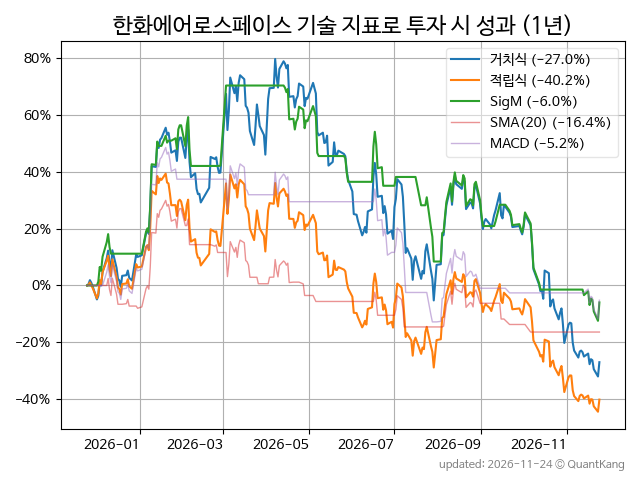 한화에어로스페이스 기술 지표로 투자 시 성과 (1년)
80%
60%
40%
20%
0%
−20%
−40%
거치식 (−27.0%)
적립식 (−40.2%)
SigM (−6.0%)
SMA(20) (−16.4%)
MACD (−5.2%)
2026-01
2026-03
2026-05
2026-07
2026-09
2026-11
updated: 2026-11-24 © QuantKang